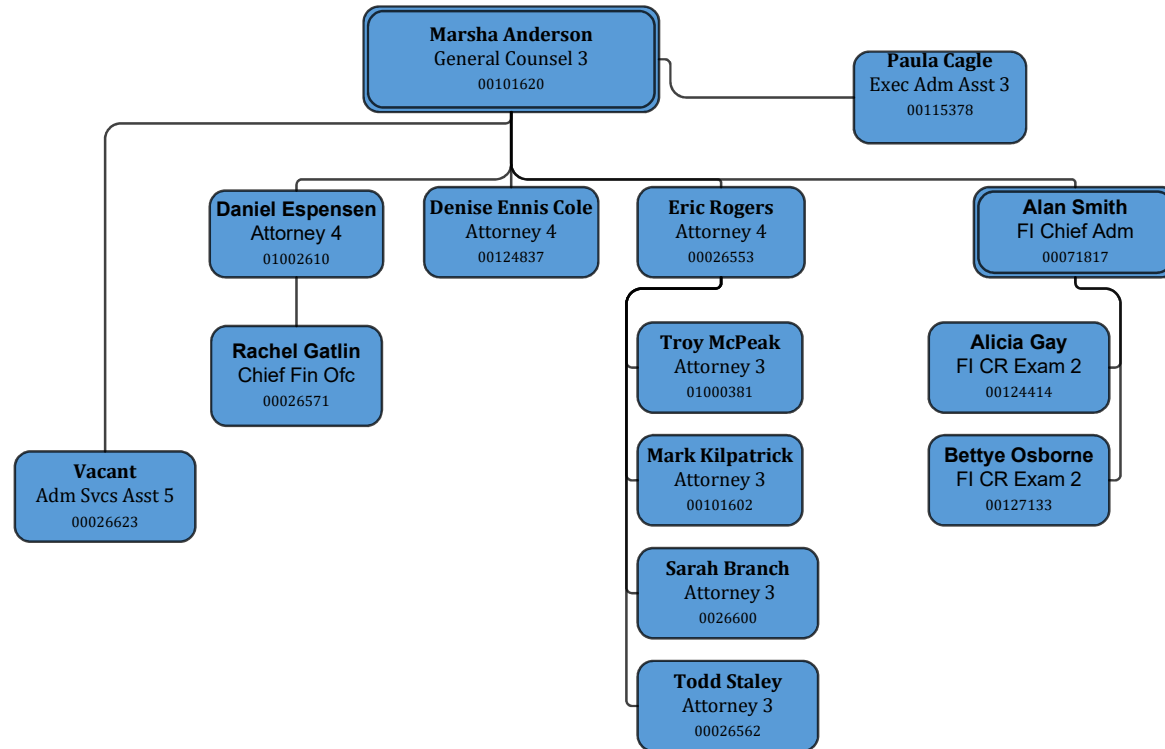 Marsha Anderson
General Counsel 3
00101620
Paula Cagle
Exec Adm Asst 3
00115378
Daniel Espensen
Attorney 4
01002610
Denise Ennis Cole
Attorney 4
00124837
Eric Rogers
Attorney 4
00026553
Alan Smith
FI Chief Adm
00071817
Rachel Gatlin
Chief Fin Ofc
00026571
Troy McPeak
Attorney 3
01000381
Alicia Gay
FI CR Exam 2
00124414
Vacant
Adm Svcs Asst 5
00026623
Mark Kilpatrick
Attorney 3
00101602
Bettye Osborne
FI CR Exam 2
00127133
Sarah Branch
Attorney 3
0026600
Todd Staley
Attorney 3
00026562